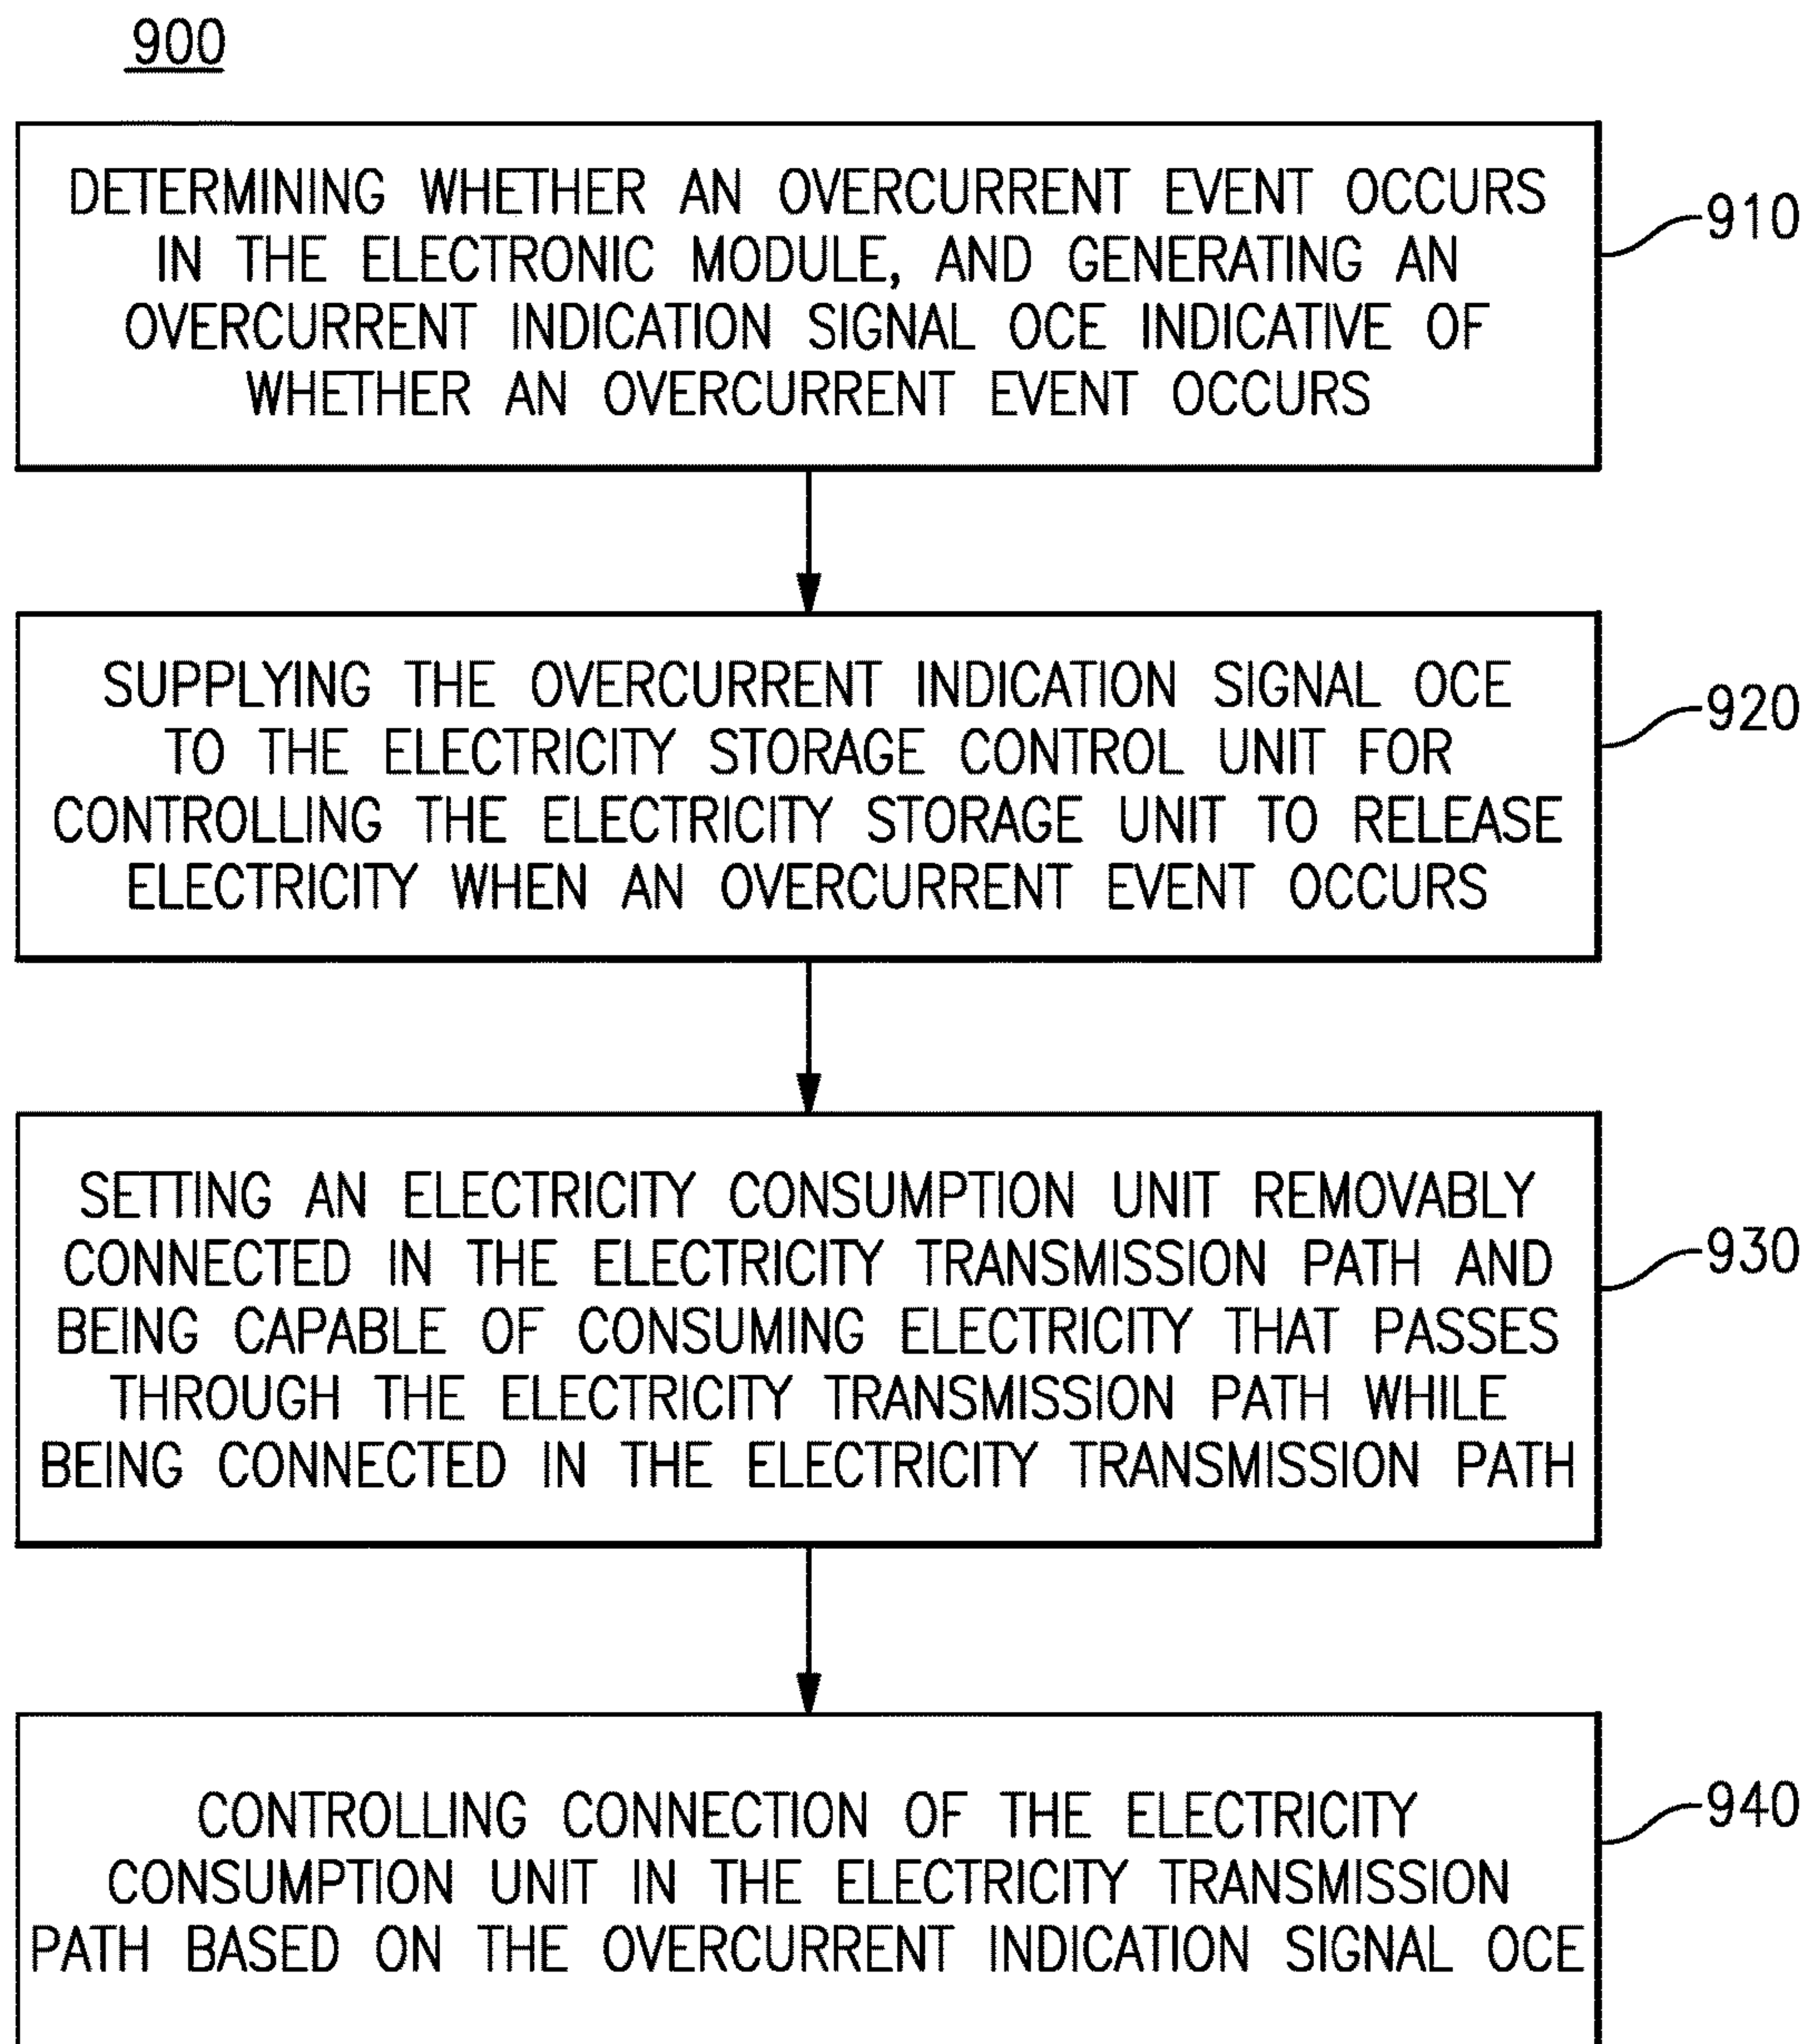 900
DETERMINING WHETHER AN OVERCURRENT EVENT OCCURS
IN THE ELECTRONIC MODULE, AND GENERATING AN
OVERCURRENT INDICATION SIGNAL OCE INDICATIVE OF
WHETHER AN OVERCURRENT EVENT OCCURS
910
SUPPLYING THE OVERCURRENT INDICATION SIGNAL OCE
TO THE ELECTRICITY STORAGE CONTROL UNIT FOR
CONTROLLING THE ELECTRICITY STORAGE UNIT TO RELEASE
ELECTRICITY WHEN AN OVERCURRENT EVENT OCCURS
920
SETTING AN ELECTRICITY CONSUMPTION UNIT REMOVABLY
CONNECTED IN THE ELECTRICITY TRANSMISSION PATH AND
BEING CAPABLE OF CONSUMING ELECTRICITY THAT PASSES
THROUGH THE ELECTRICITY TRANSMISSION PATH WHILE
BEING CONNECTED IN THE ELECTRICITY TRANSMISSION PATH
930
CONTROLLING CONNECTION OF THE ELECTRICITY
CONSUMPTION UNIT IN THE ELECTRICITY TRANSMISSION
PATH BASED ON THE OVERCURRENT INDICATION SIGNAL OCE
940